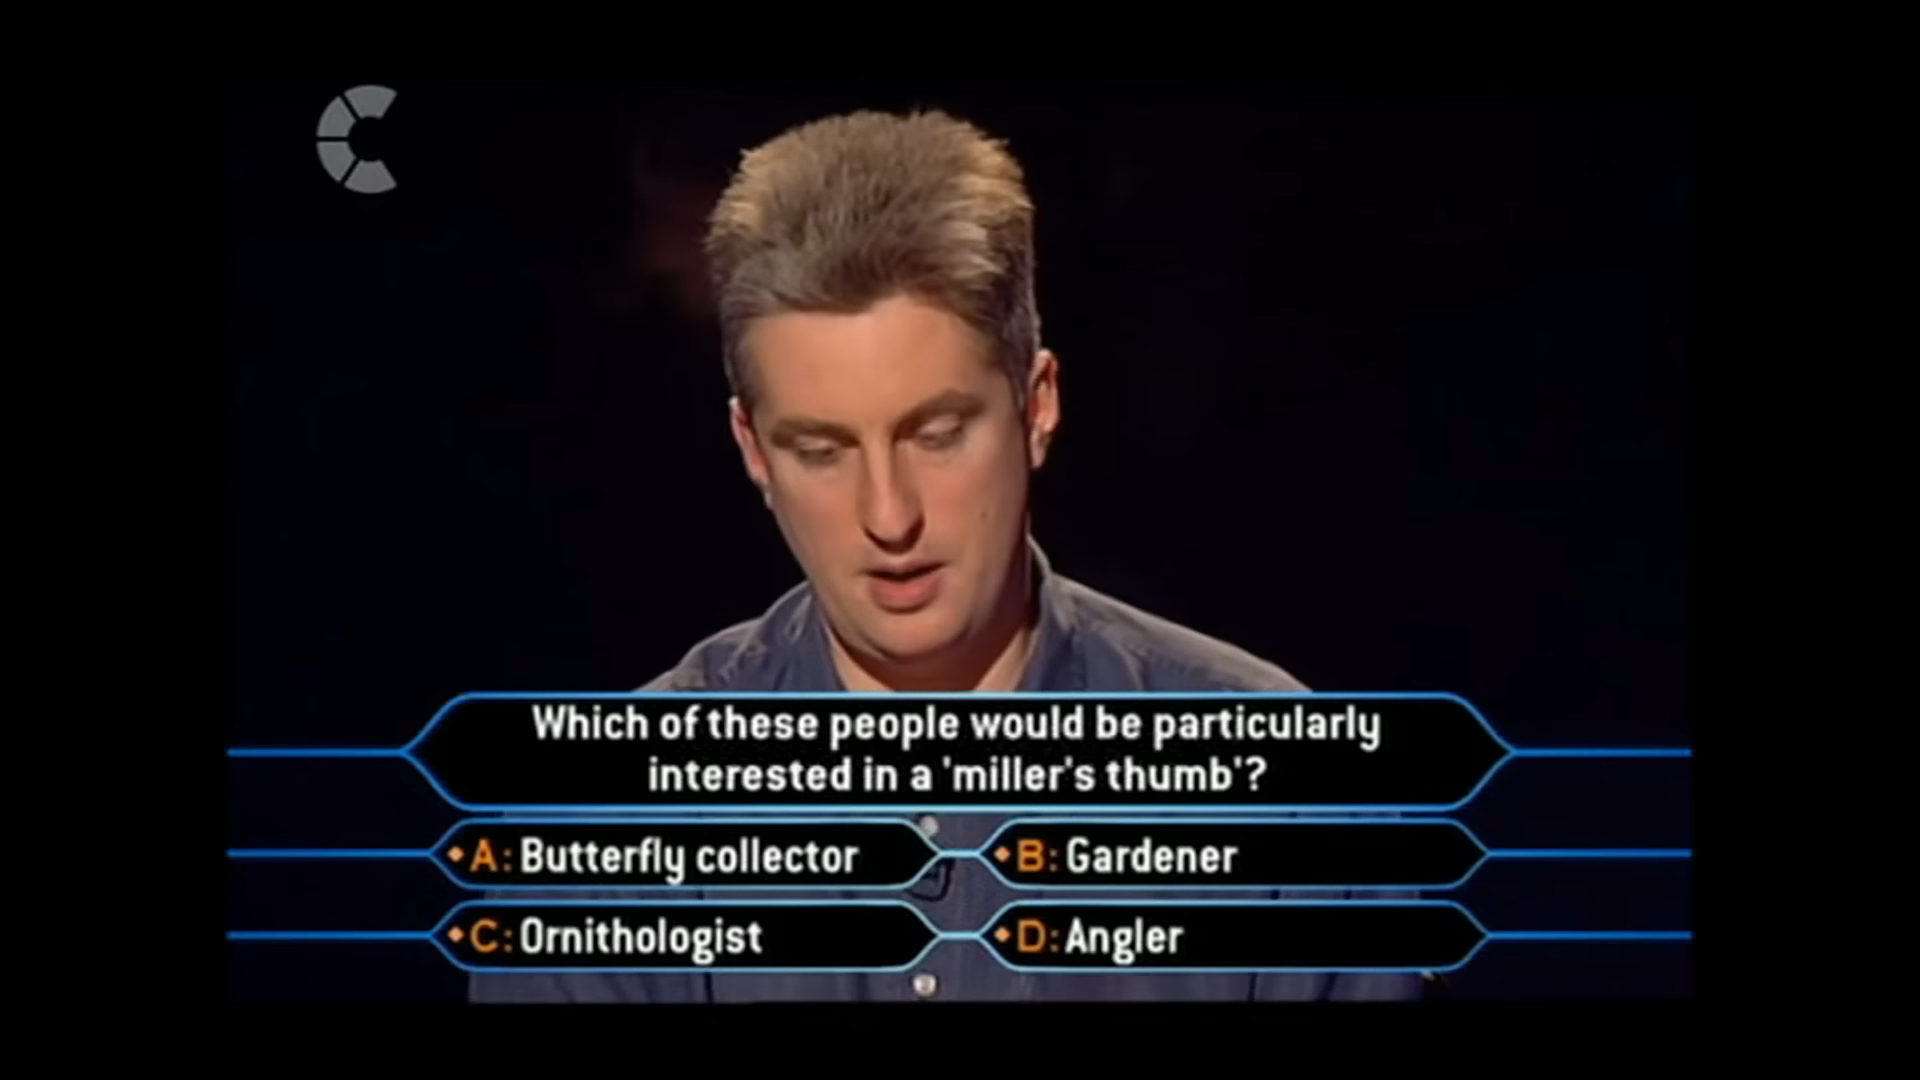 Which of these people would be particularly
interested in a 'miller's thumb'?
A: Butterfly collector
B: Gardener
C: Ornithologist
D: Angler